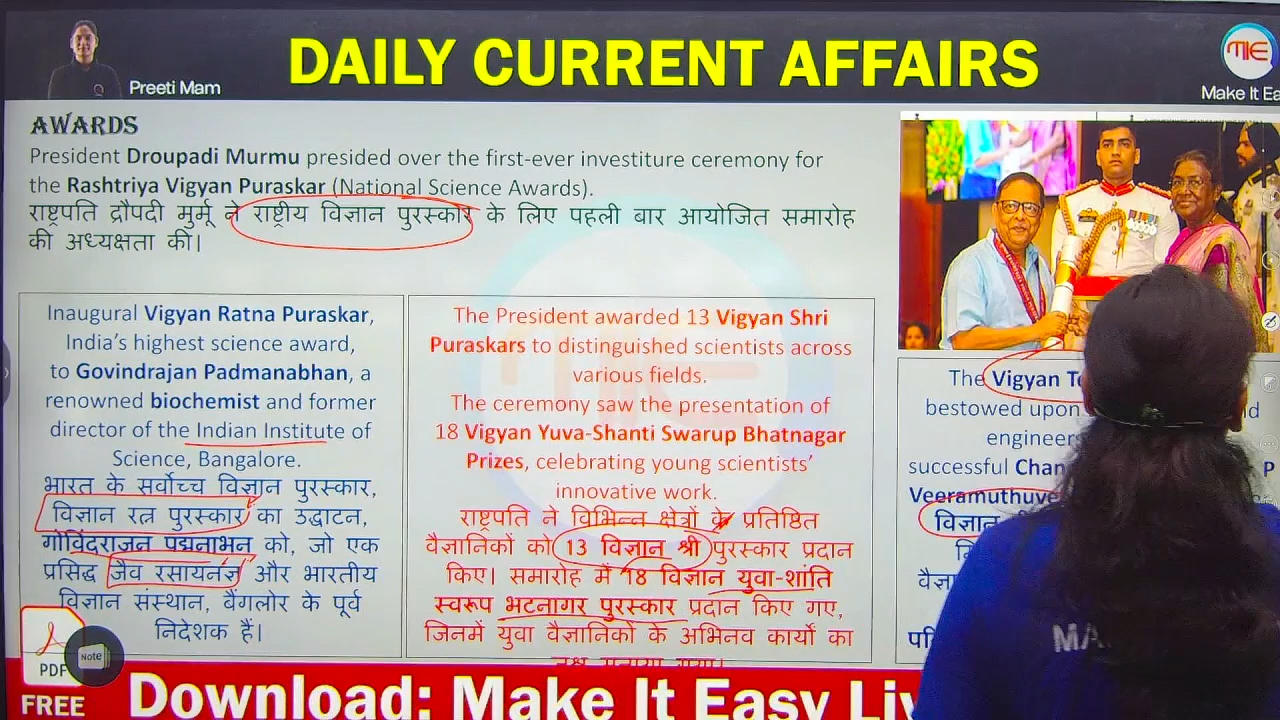 DAILY CURRENT AFFAIRS
Preeti Mam
Make It Ea
AWARDS
President Droupadi Murmu presided over the first-ever investiture ceremony for
the Rashtriya Vigyan Puraskar (National Science Awards).
राष्ट्रपति द्रौपदी मुर्मू ने राष्ट्रीय विज्ञान पुरस्कार के लिए पहली बार आयोजित समारोह
की अध्यक्षता की।
Inaugural Vigyan Ratna Puraskar,
India's highest science award,
to Govindrajan Padmanabhan, a
renowned biochemist and former
director of the Indian Institute of
Science, Bangalore.
भारत के सर्वोच्च विज्ञान पुरस्कार,
विज्ञान रत्न पुरस्कार, का उद्घाटन,
गोविंदराजन पद्मनाभन को, जो एक
प्रसिद्ध जैव रसायनज्ञ और भारतीय
विज्ञान संस्थान, बैंगलोर के पूर्व
निदेशक हैं।
The President awarded 13 Vigyan Shri
Puraskars to distinguished scientists across
various fields.
The ceremony saw the presentation of
18 Vigyan Yuva-Shanti Swarup Bhatnagar
Prizes, celebrating young scientists'
innovative work.
राष्ट्रपति ने विभिन्न क्षेत्रों के प्रतिष्ठित
वैज्ञानिकों को 13 विज्ञान श्री पुरस्कार प्रदान
किए। समारोह में 18 विज्ञान युवा-शांति
स्वरूप भटनागर पुरस्कार प्रदान किए गए,
जिनमें युवा वैज्ञानिकों के अभिनव कार्यों का
The Vigyan Te
bestowed upon
engineer
successful Chan P
Veeramuthuve
विज्ञान
PDF
Note
FREE
Download: Make It Easy Liv
MA